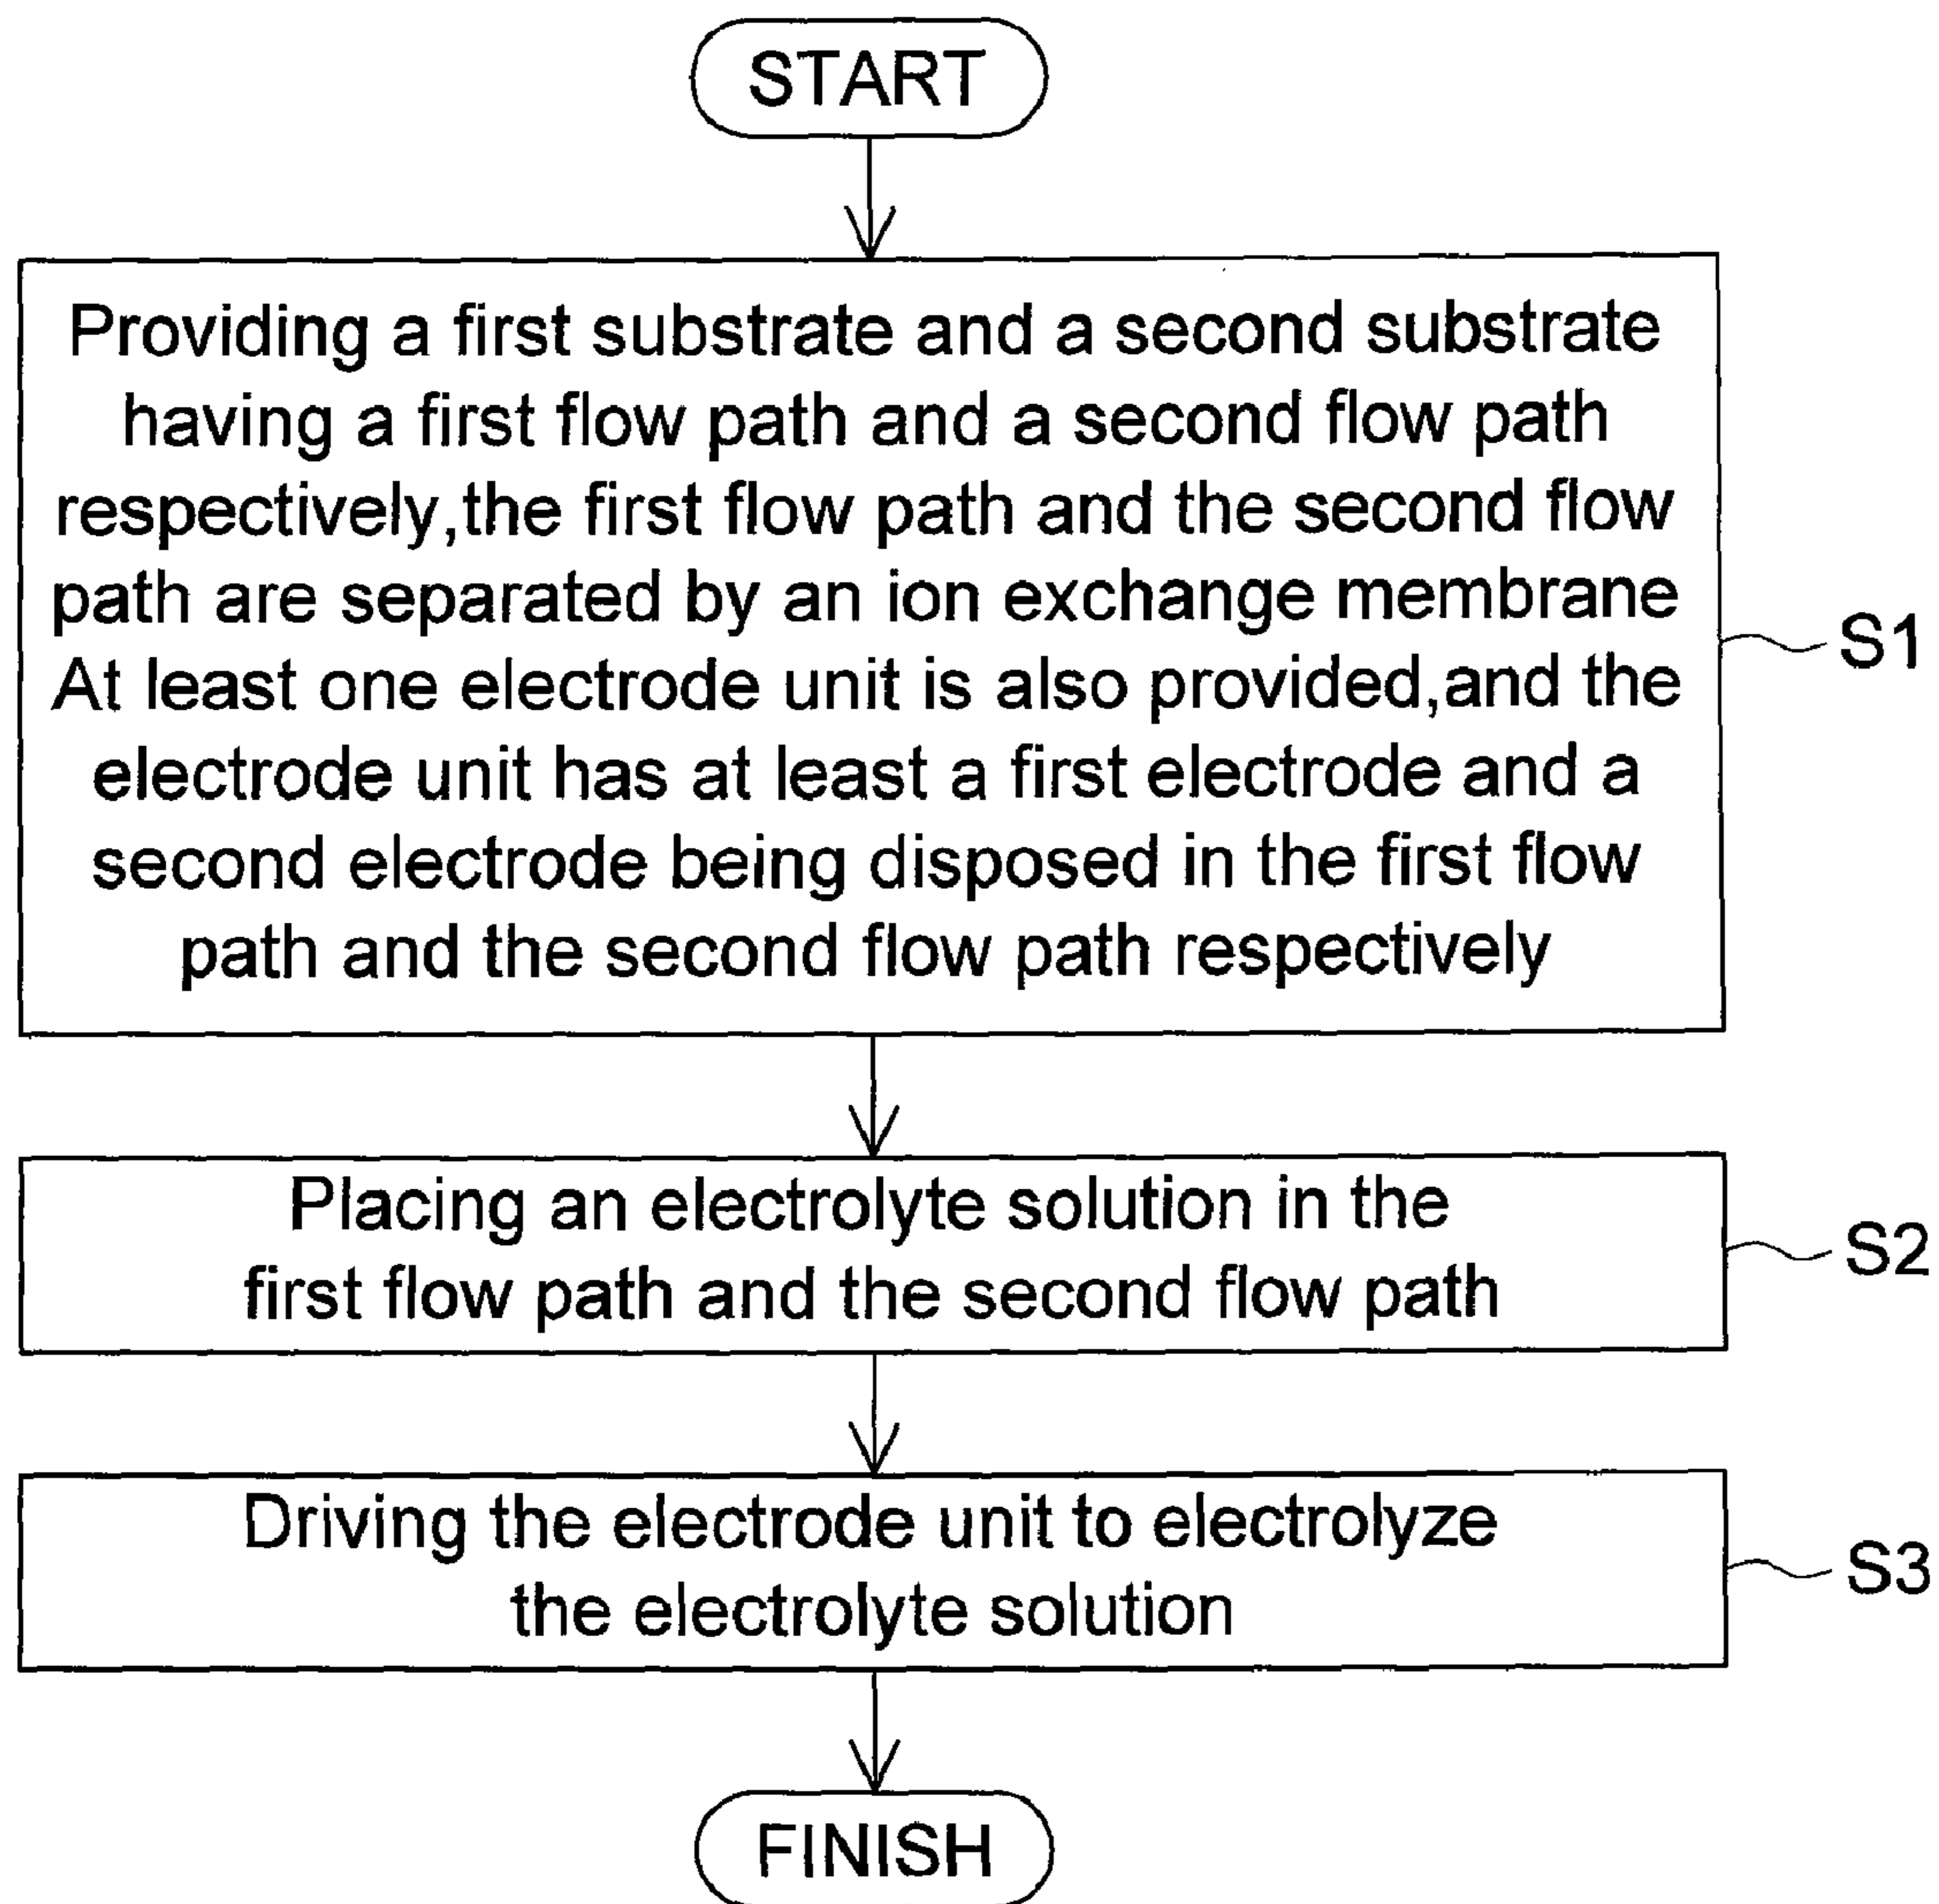 START
Providing a first substrate and a second substrate
having a first flow path and a second flow path
respectively,the first flow path and the second flow
path are separated by an ion exchange membrane
At least one electrode unit is also provided,and the
electrode unit has at least a first electrode and a
second electrode being disposed in the first flow
path and the second flow path respectively
S1
Placing an electrolyte solution in the
first flow path and the second flow path
S2
Driving the electrode unit to electrolyze
the electrolyte solution
S3
FINISH